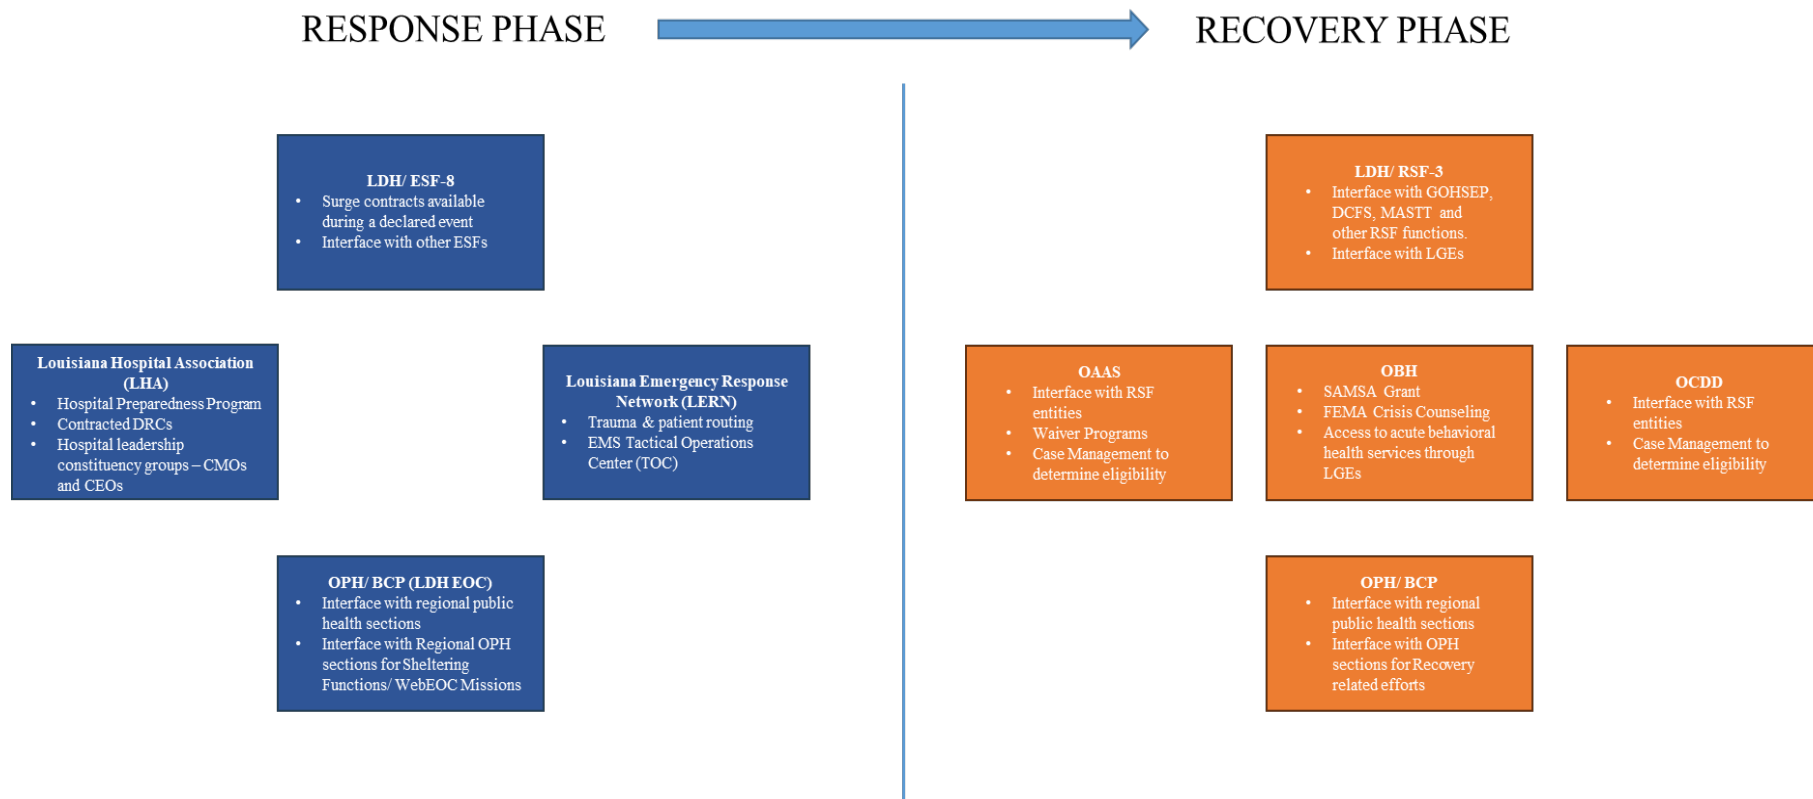 RESPONSE PHASE
RECOVERY PHASE
LDH/ ESF-8
• Surge contracts available
during a declared event
• Interface with other ESFs
Louisiana Hospital Association
(LHA)
• Hospital Preparedness Program
• Contracted DRCs
• Hospital leadership
constituency groups – CMOs
and CEOs
Louisiana Emergency Response
Network (LERN)
• Trauma & patient routing
• EMS Tactical Operations
Center (TOC)
OPH/ BCP (LDH EOC)
• Interface with regional public
health sections
• Interface with Regional OPH
sections for Sheltering
Functions/ WebEOC Missions
LDH/ RSF-3
• Interface with GOHSEP,
DCFS, MASTT and
other RSF functions.
• Interface with LGEs
OAAS
• Interface with RSF
entities
• Waiver Programs
• Case Management to
determine eligibility
OBH
• SAMSA Grant
• FEMA Crisis Counseling
• Access to acute behavioral
health services through
LGEs
OCDD
• Interface with RSF
entities
• Case Management to
determine eligibility
OPH/ BCP
• Interface with regional
public health sections
• Interface with OPH
sections for Recovery
related efforts